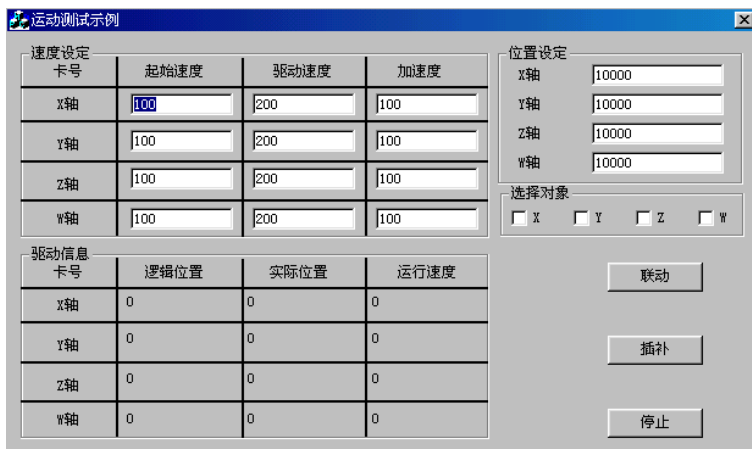 运动测试示例
速度设定
卡号 起始速度 驱动速度 加速度
X轴 100 200 100
Y轴 100 200 100
Z轴 100 200 100
W轴 100 200 100
位置设定
X轴 10000
Y轴 10000
Z轴 10000
W轴 10000
选择对象
X Y Z W
驱动信息
卡号 逻辑位置 实际位置 运行速度
X轴 0 0 0
Y轴 0 0 0
Z轴 0 0 0
W轴 0 0 0
联动
插补
停止